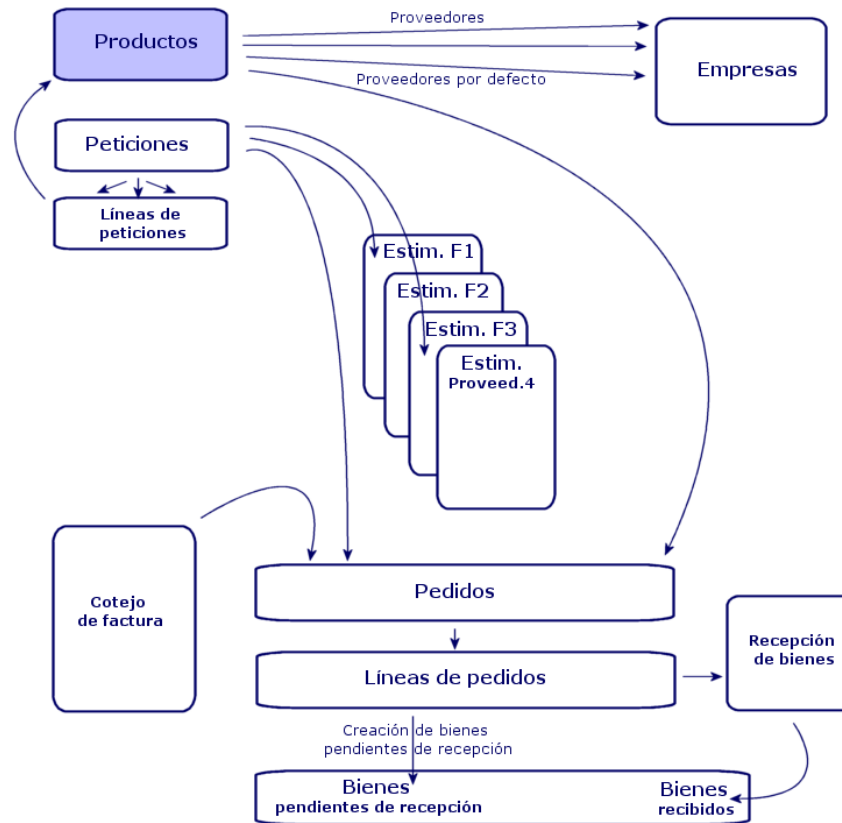 Proveedores
Productos
Empresas
Proveedores por defecto
Peticiones
Líneas de
peticiones
Estim. F1
Estim. F2
Estim. F3
Estim.
Proveed.4
Cotejo
de factura
Pedidos
Líneas de pedidos
Recepción
de bienes
Creación de bienes
pendientes de recepción
Bienes
pendientes de recepción
Bienes
recibidos